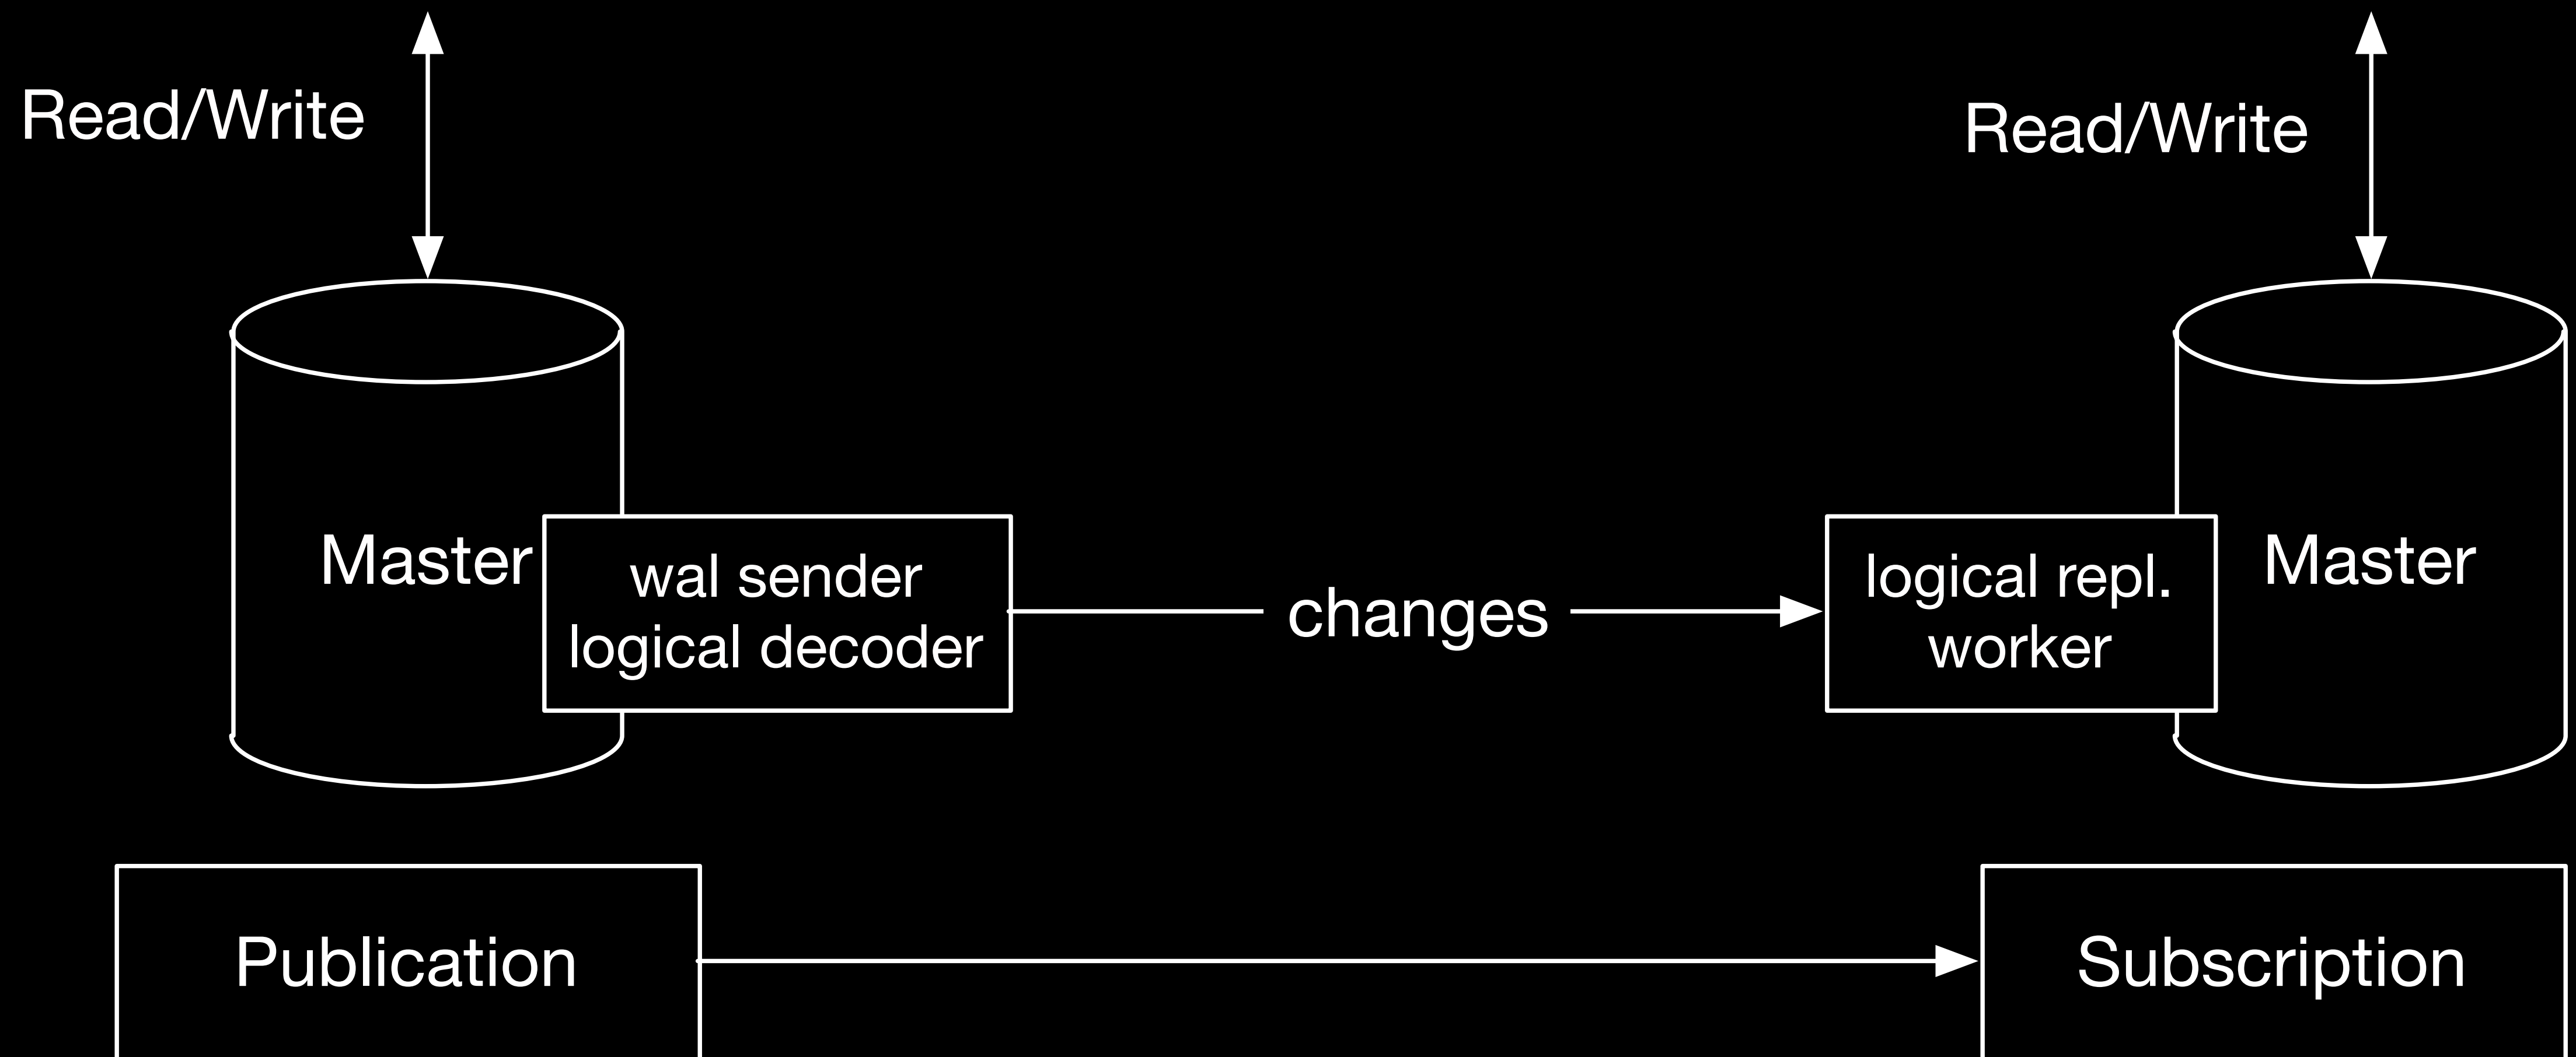 Read/Write
Read/Write
Master
wal sender
logical decoder
changes
logical repl.
worker
Master
Publication
Subscription